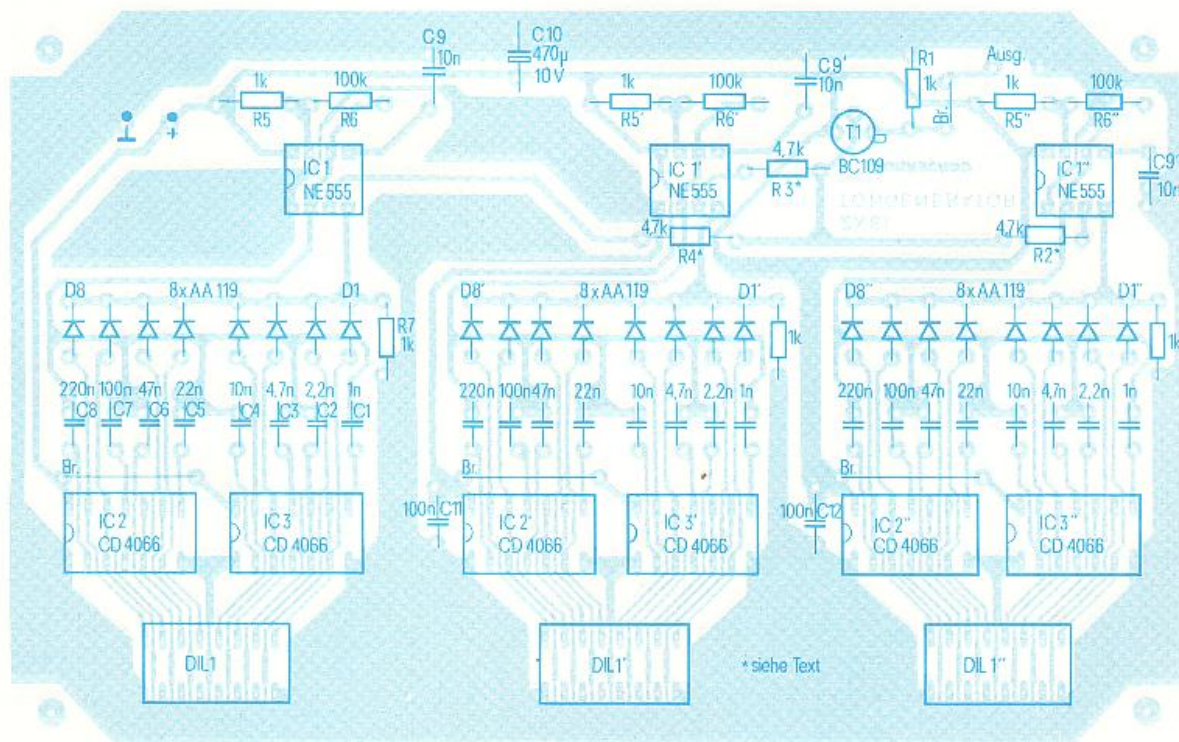 C9
10n
C10
470µ
10V
1k
R5
100k
R6
1k
R5'
100k
R6'
C9'
10n
R1
1k
Br.
Ausg.
1k
R5''
100k
R6''
+
T1
BC109
4,7k
R3*
IC 1
NE555
IC 1'
NE555
IC 1''
NE555
C9''
10n
4,7k
R4*
4,7k
R2*
TONGENERATOR
D8 8xAA119 D1
R7
1k
D8' 8xAA119 D1'
1k
D8'' 8xAA119 D1''
1k
220n 100n 47n 22n 10n 4,7n 2,2n 1n
C8 C7 C6 C5 C4 C3 C2 C1
220n 100n 47n 22n 10n 4,7n 2,2n 1n
220n 100n 47n 22n 10n 4,7n 2,2n 1n
Br.
Br.
Br.
IC 2
CD 4066
IC 3
CD 4066
100n C11
IC 2'
CD 4066
IC 3'
CD 4066
100n C12
IC 2''
CD 4066
IC 3''
CD 4066
DIL1
DIL1'
* siehe Text
DIL1''